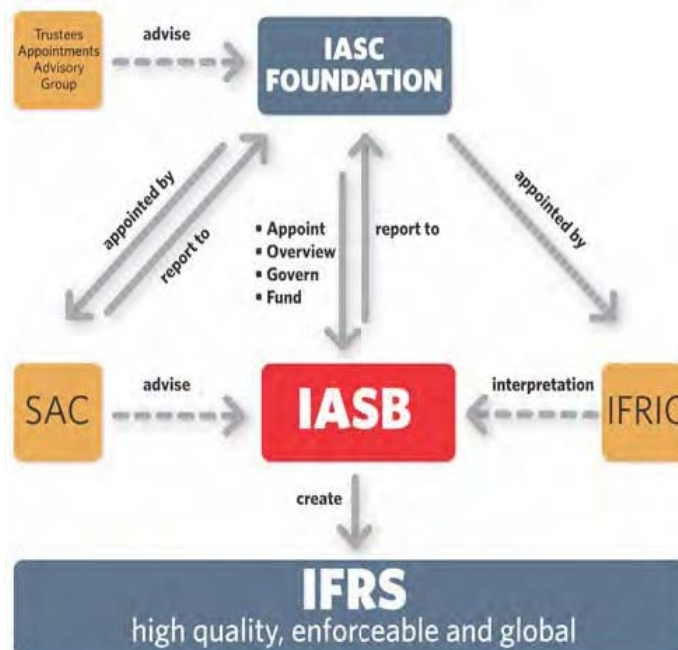 Trustees
Appointments
Advisory
Group
advise
IASC
FOUNDATION
appointed by
report to
▪ Appoint
▪ Overview
▪ Govern
▪ Fund
report to
appointed by
SAC
advise
IASB
interpretation
IFRIC
create
IFRS
high quality, enforceable and global